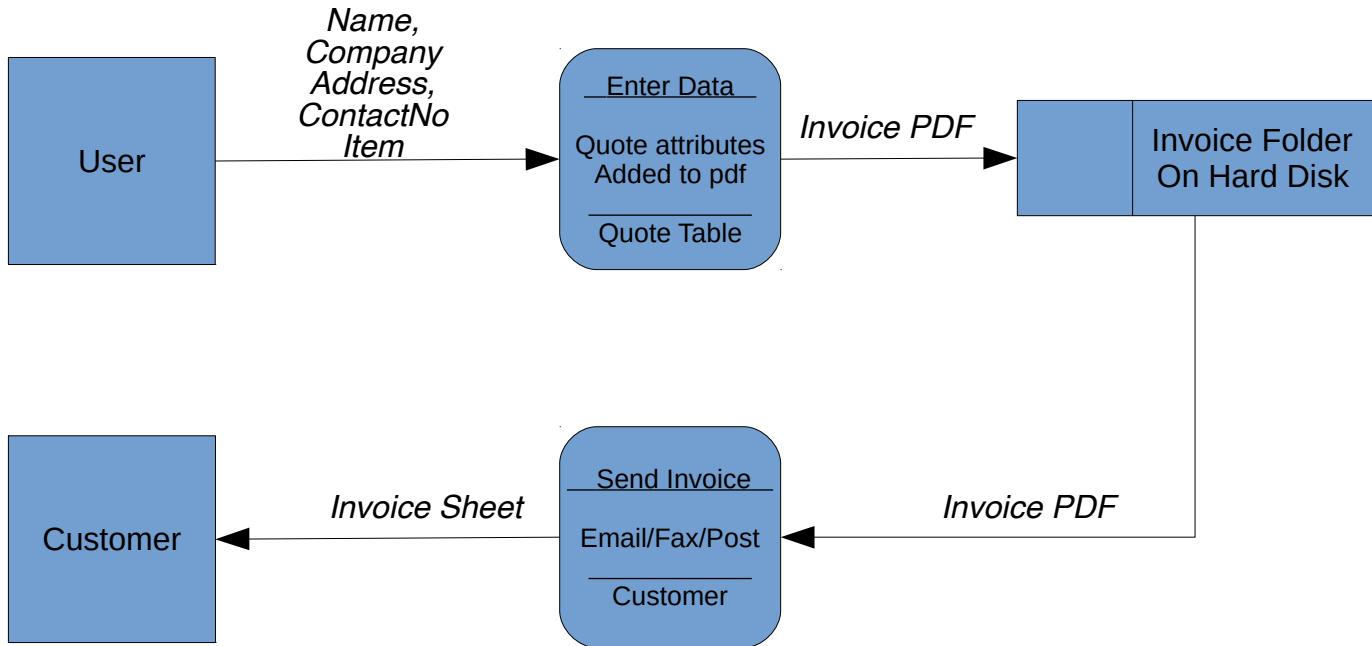 Name,
Company
Address,
ContactNo
Item
User
Enter Data
Quote attributes
Added to pdf
Quote Table
Invoice PDF
Invoice Folder
On Hard Disk
Customer
Invoice Sheet
Send Invoice
Email/Fax/Post
Customer
Invoice PDF